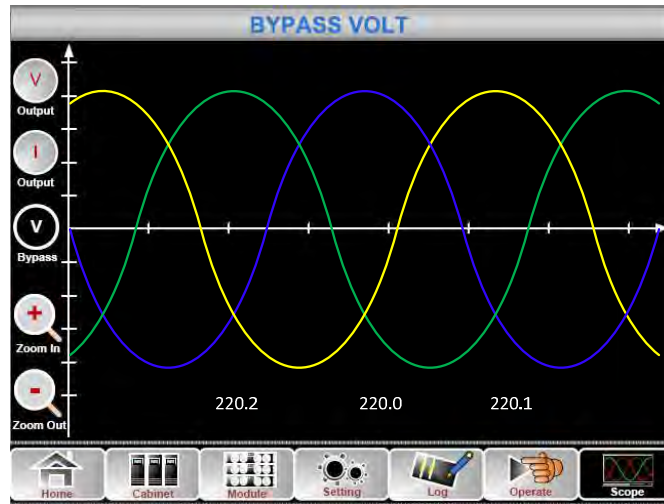 BYPASS VOLT
V
Output
I
Output
V
Bypass
Zoom In
Zoom Out
220.2 220.0 220.1
Home Cabinet Module Setting Log Operate Scope